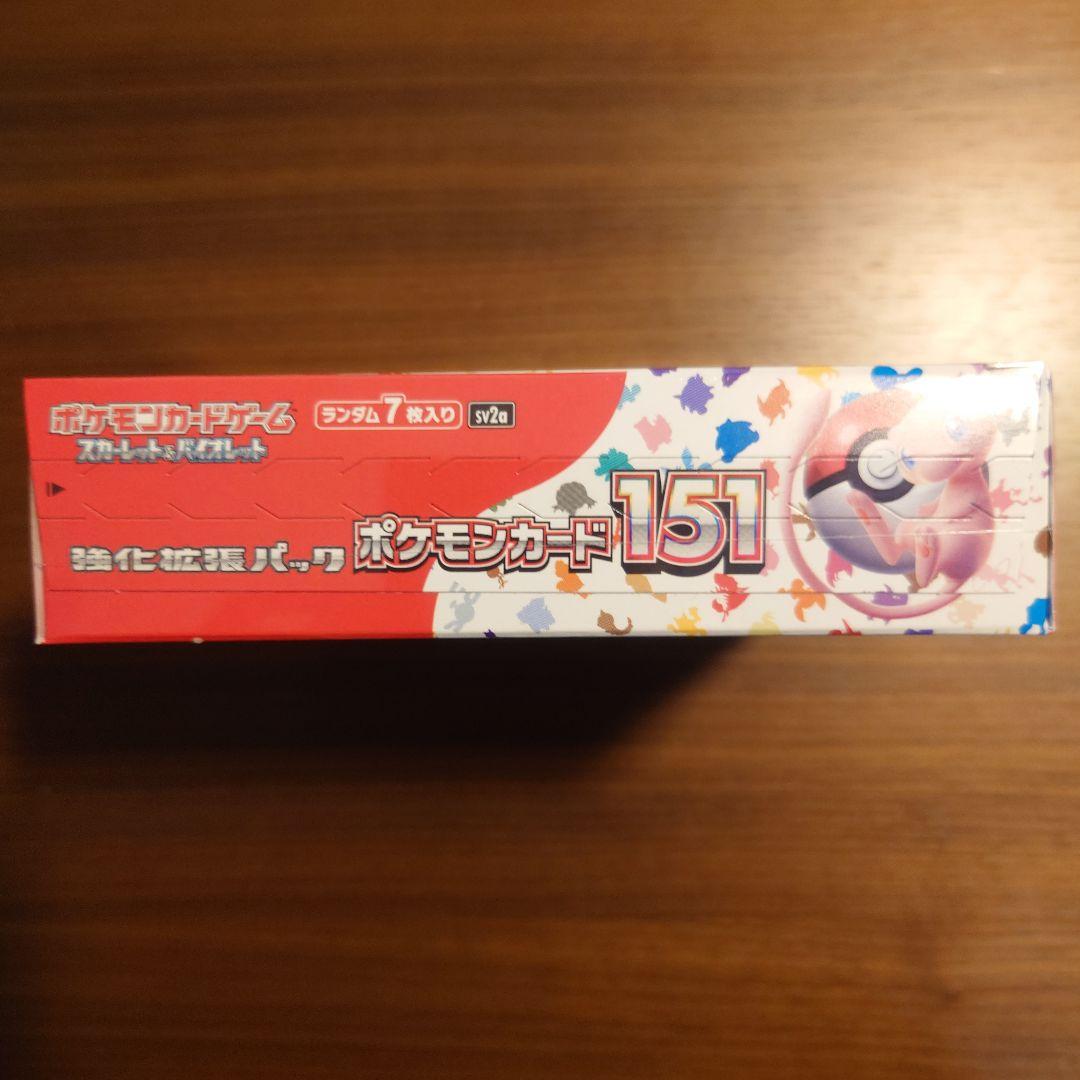 ポケモンカードゲーム
スカーレット&バイオレット
ランダム7枚入り
sv2a
強化拡張パック
ポケモンカード151